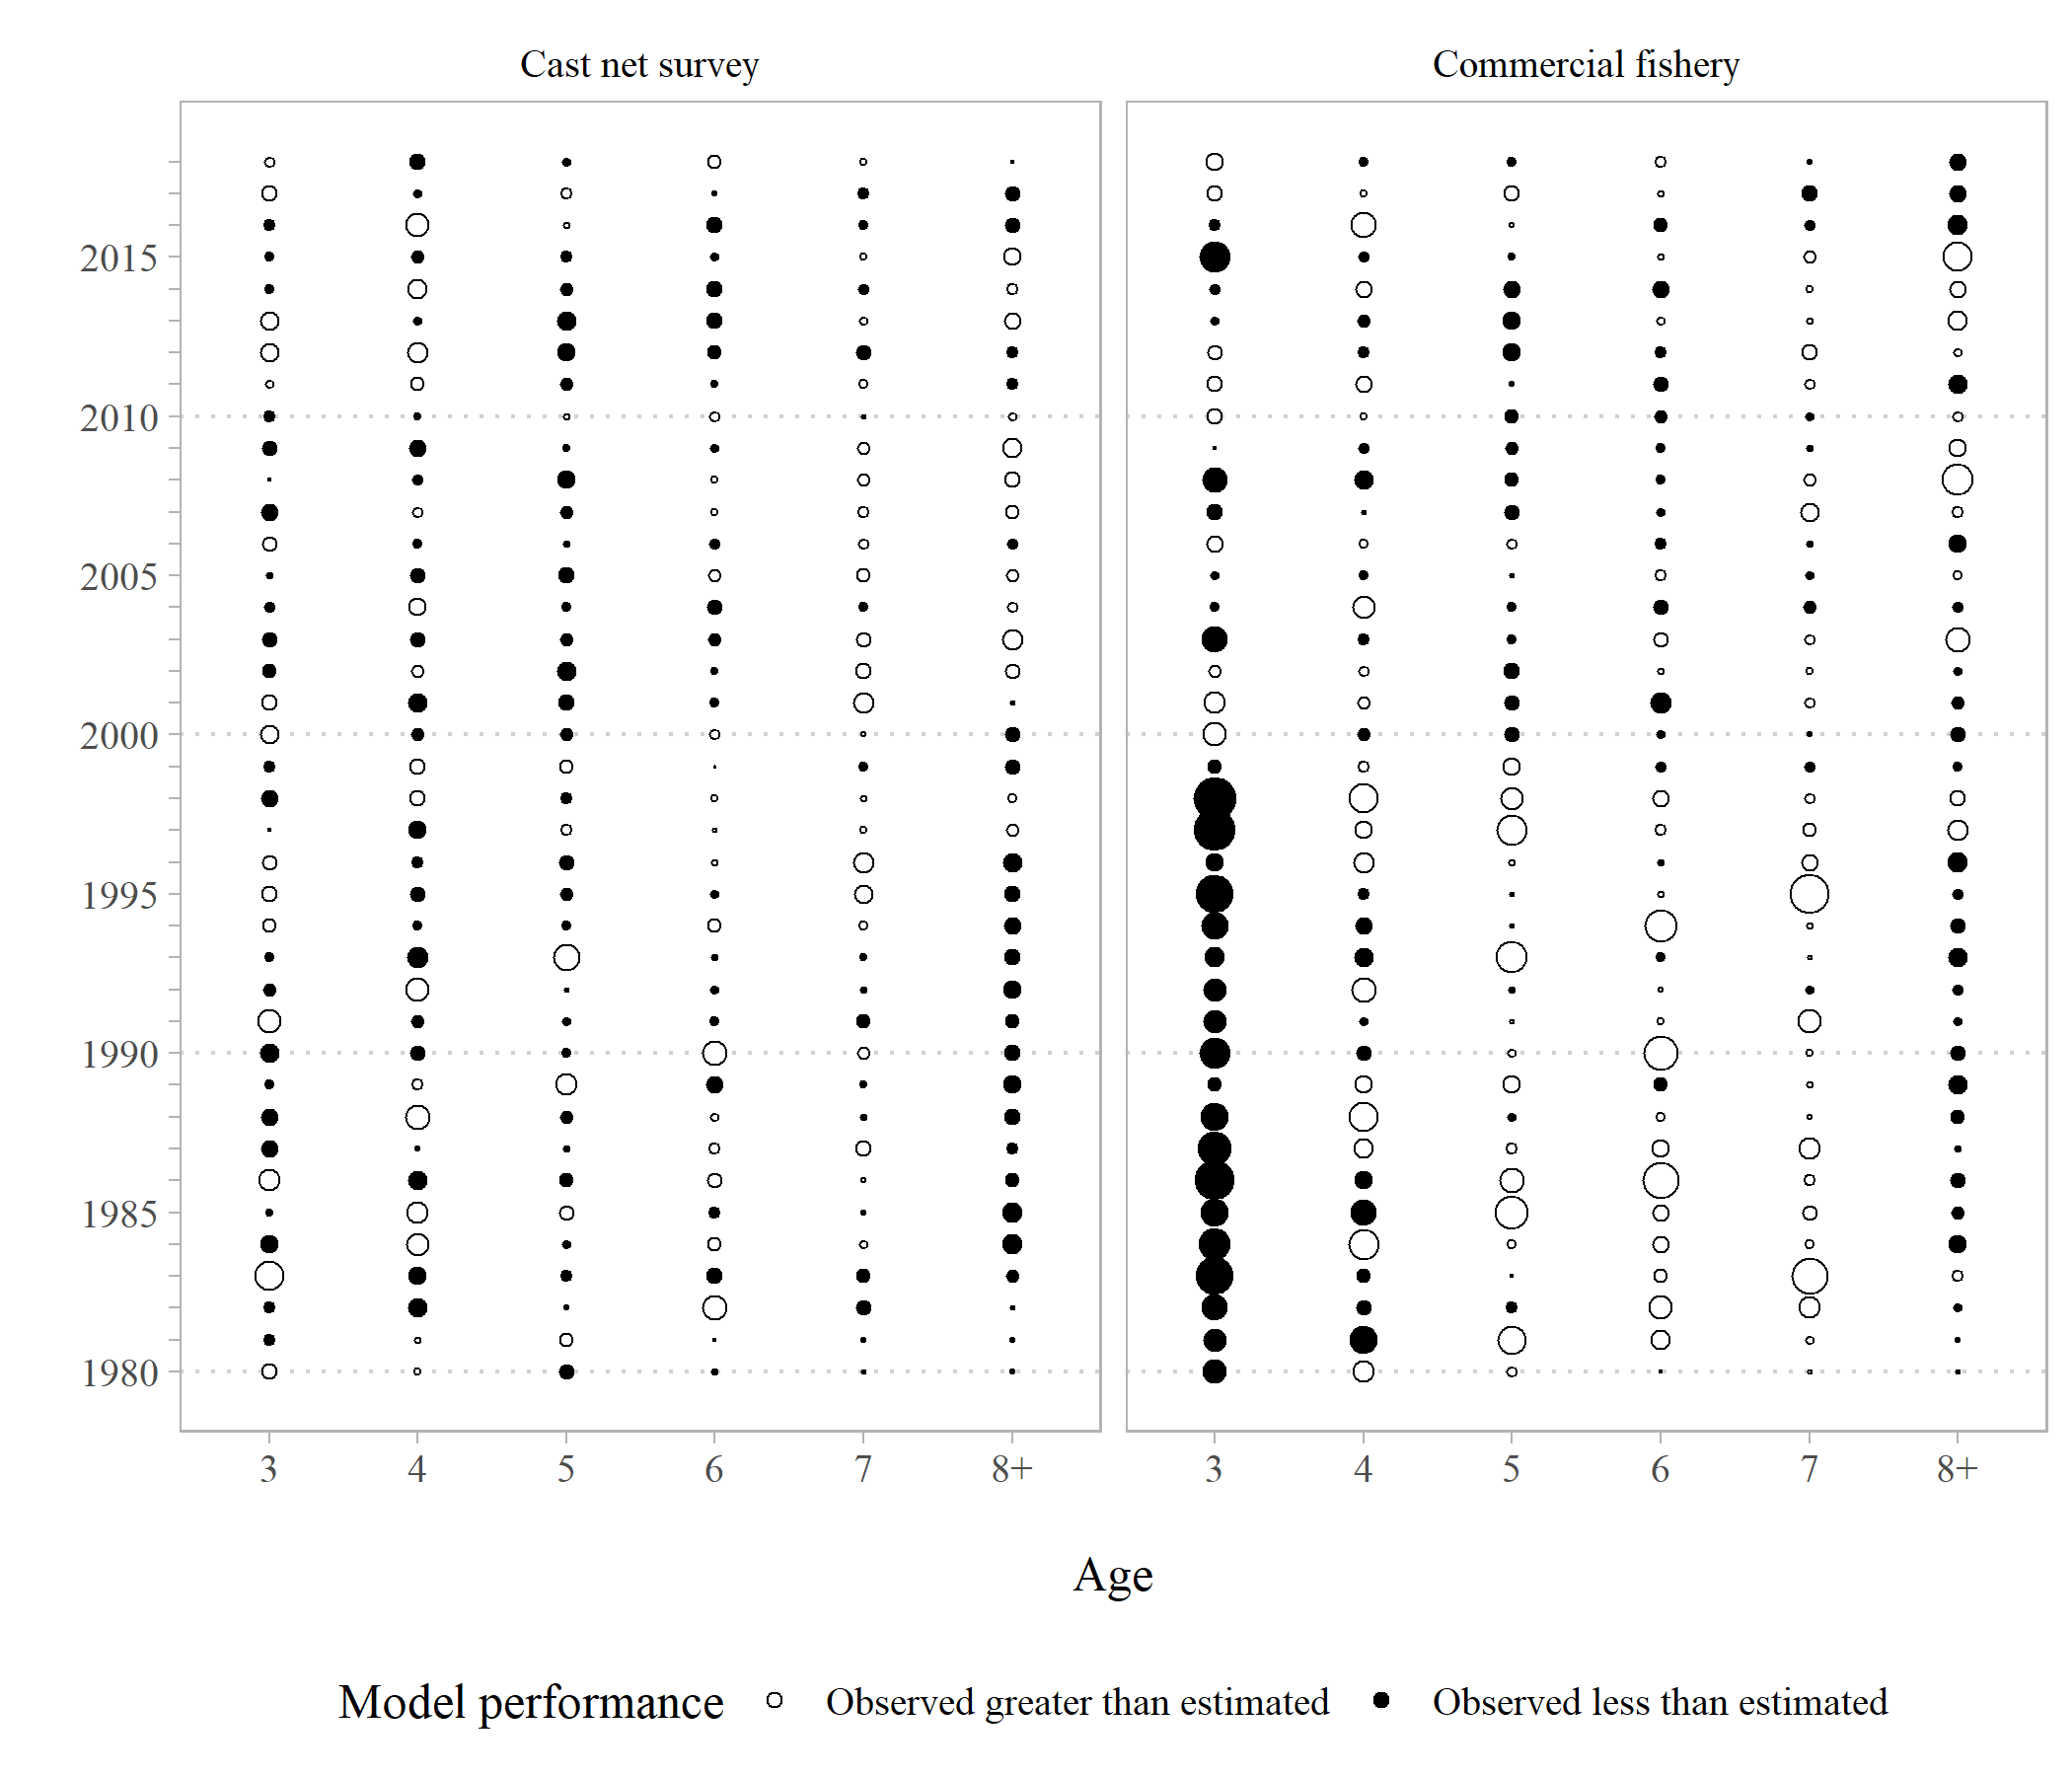 Cast net survey Commercial fishery
2015
2010
2005
2000
1995
1990
1985
1980
3 4 5 6 7 8+ 3 4 5 6 7 8+
Age
Model performance Observed greater than estimated Observed less than estimated